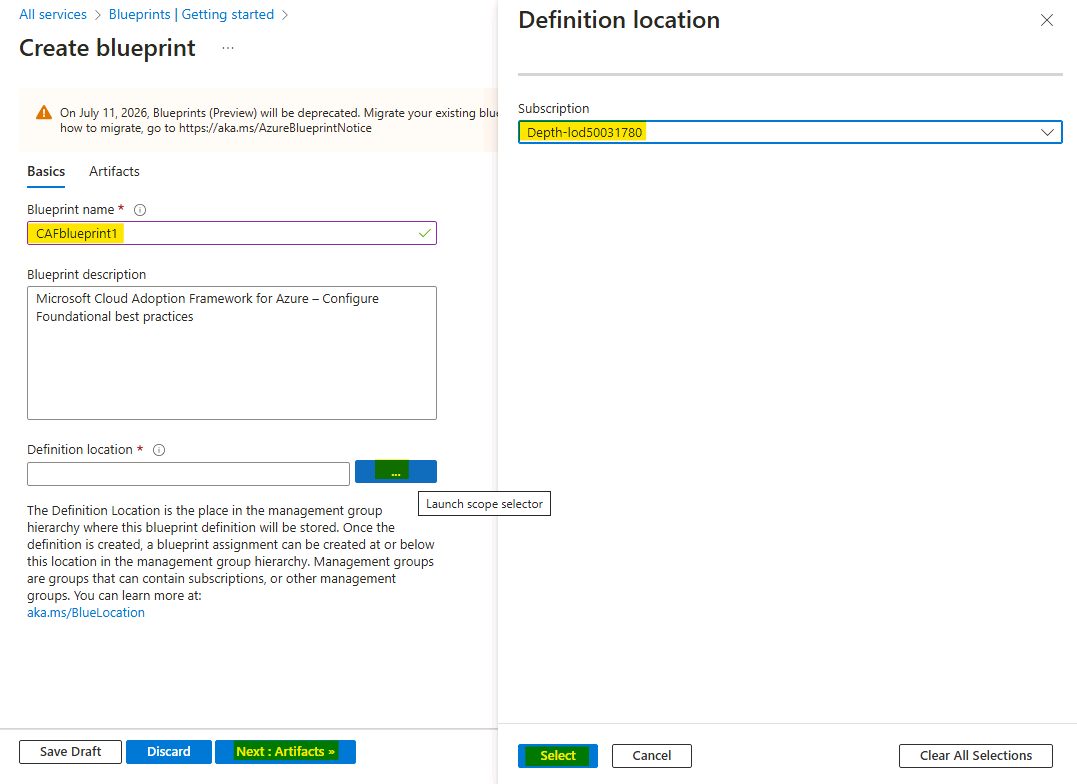 All services > Blueprints | Getting started >
Create blueprint ...
On July 11, 2026, Blueprints (Preview) will be deprecated. Migrate your existing blue
how to migrate, go to https://aka.ms/AzureBlueprintNotice
Basics Artifacts
Blueprint name *
CAFblueprint1
Blueprint description
Microsoft Cloud Adoption Framework for Azure – Configure
Foundational best practices
Definition location *
...
Launch scope selector
The Definition Location is the place in the management group
hierarchy where this blueprint definition will be stored. Once the
definition is created, a blueprint assignment can be created at or below
this location in the management group hierarchy. Management groups
are groups that can contain subscriptions, or other management
groups. You can learn more at:
aka.ms/BlueLocation
Save Draft Discard Next : Artifacts »
Definition location
Subscription
Depth-lod50031780
Select Cancel Clear All Selections